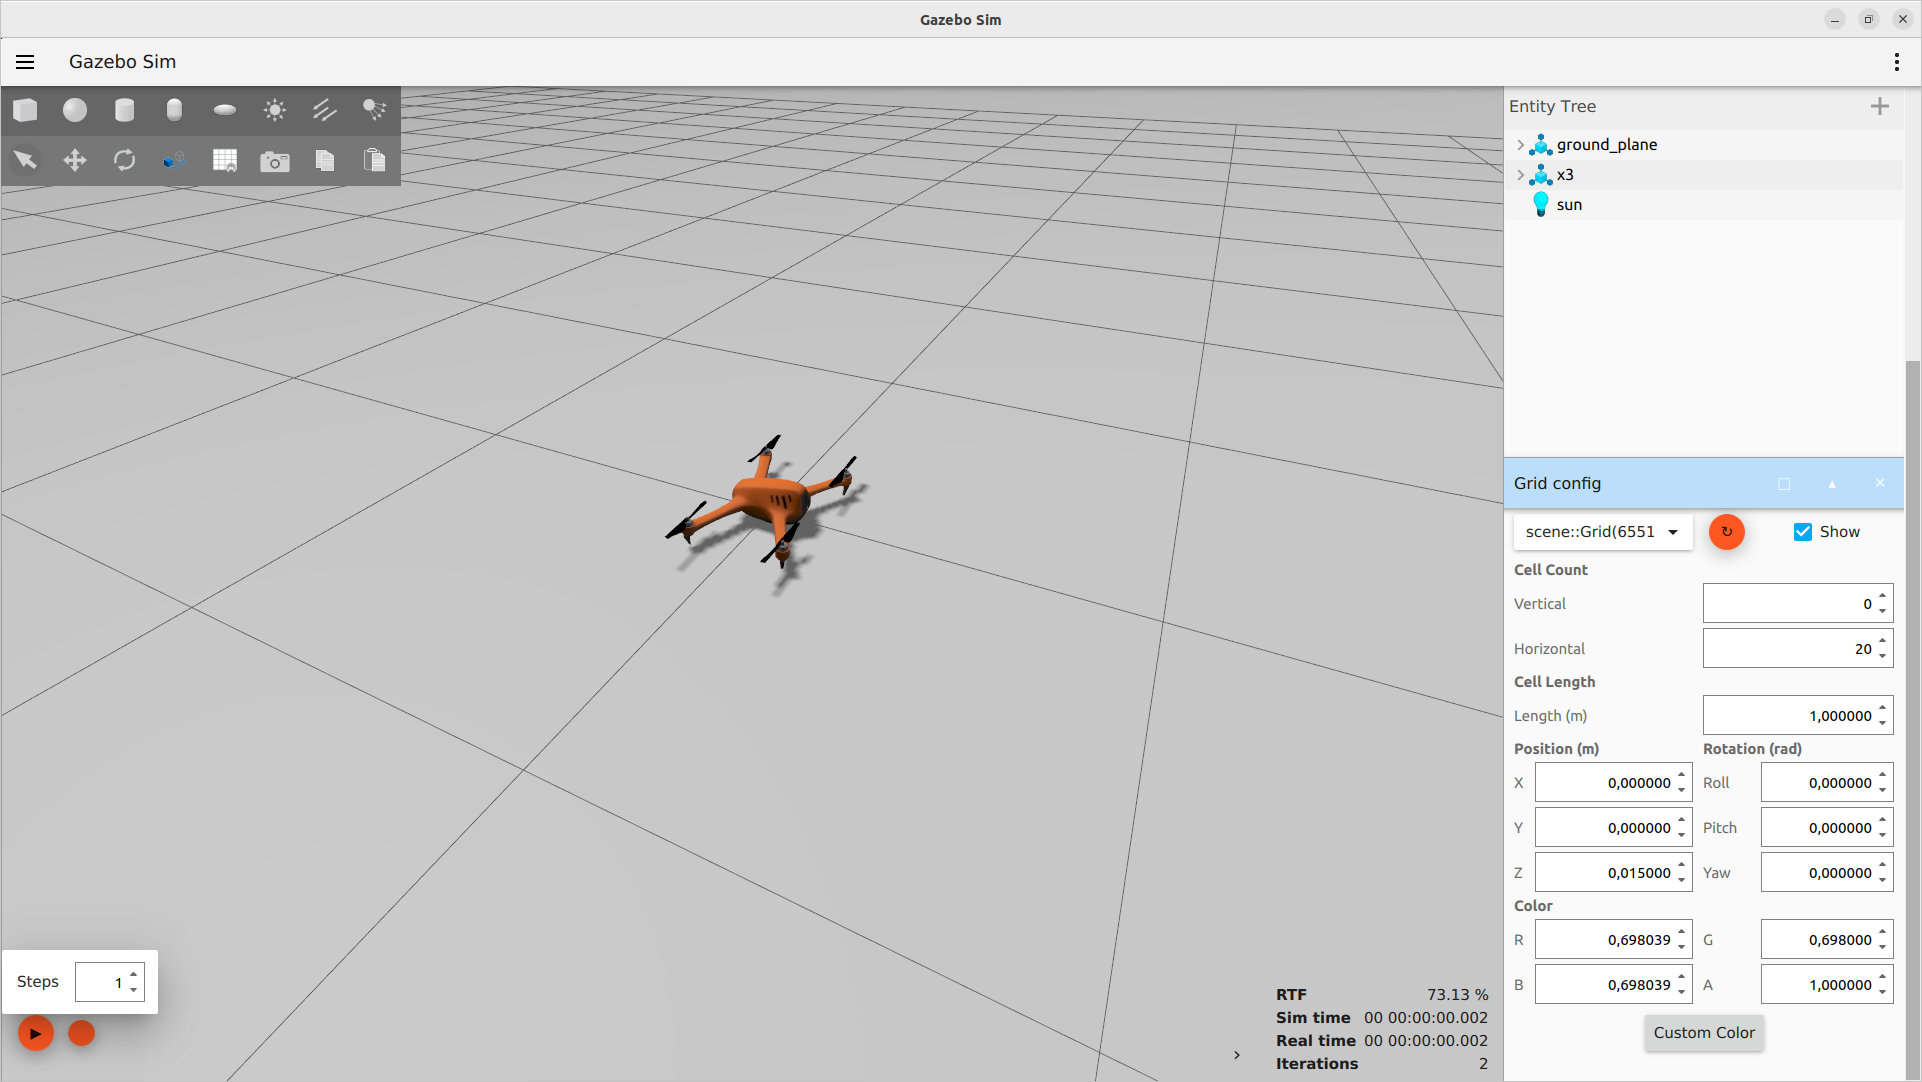 Gazebo Sim
Gazebo Sim
Entity Tree
ground_plane
x3
sun
Grid config
scene::Grid(6551
Show
Cell Count
Vertical 0
Horizontal 20
Cell Length
Length (m) 1,000000
Position (m) Rotation (rad)
X 0,000000 Roll 0,000000
Y 0,000000 Pitch 0,000000
Z 0,015000 Yaw 0,000000
Color
R 0,698039 G 0,698000
B 0,698039 A 1,000000
Custom Color
Steps 1
RTF 73.13 %
Sim time 00 00:00:00.002
Real time 00 00:00:00.002
Iterations 2